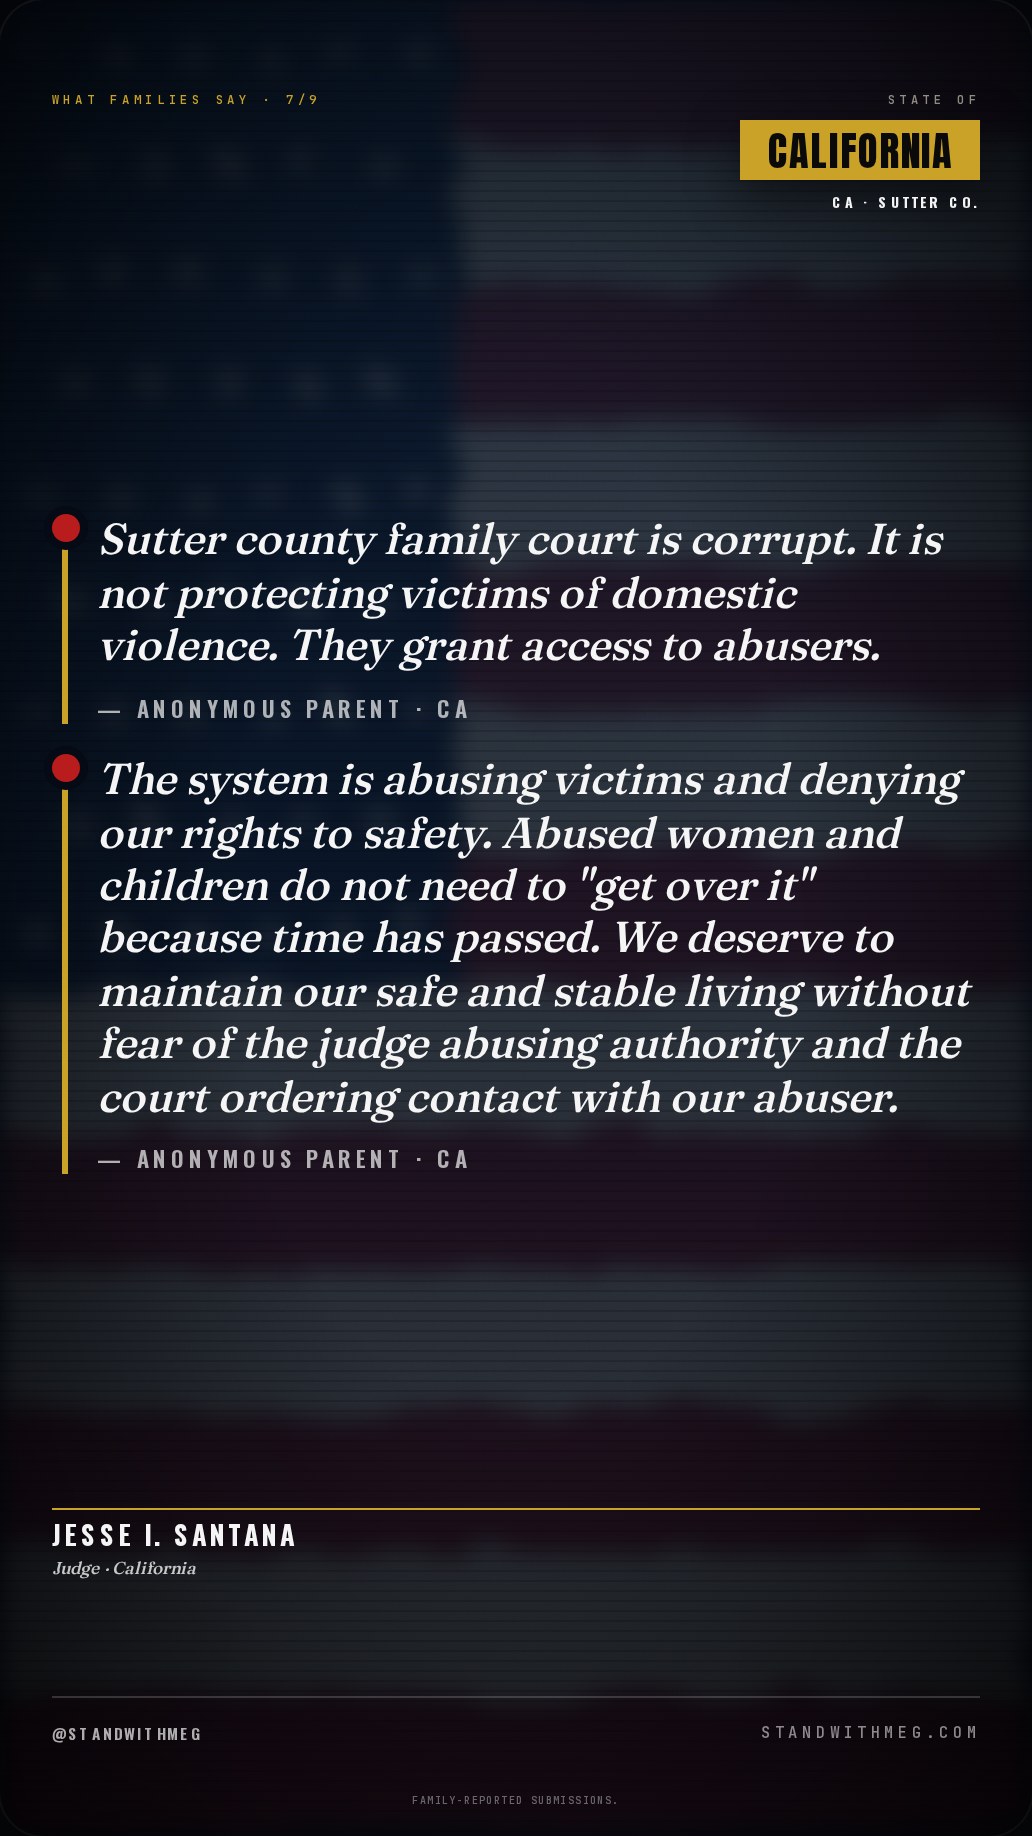 WHAT FAMILIES SAY · 7/9
STATE OF
CALIFORNIA
CA · SUTTER CO.
Sutter county family court is corrupt. It is
not protecting victims of domestic
violence. They grant access to abusers.
— ANONYMOUS PARENT · CA
The system is abusing victims and denying
our rights to safety. Abused women and
children do not need to "get over it"
because time has passed. We deserve to
maintain our safe and stable living without
fear of the judge abusing authority and the
court ordering contact with our abuser.
— ANONYMOUS PARENT · CA
JESSE I. SANTANA
Judge · California
@STANDWITHMEG
STANDWITHMEG.COM
FAMILY-REPORTED SUBMISSIONS.